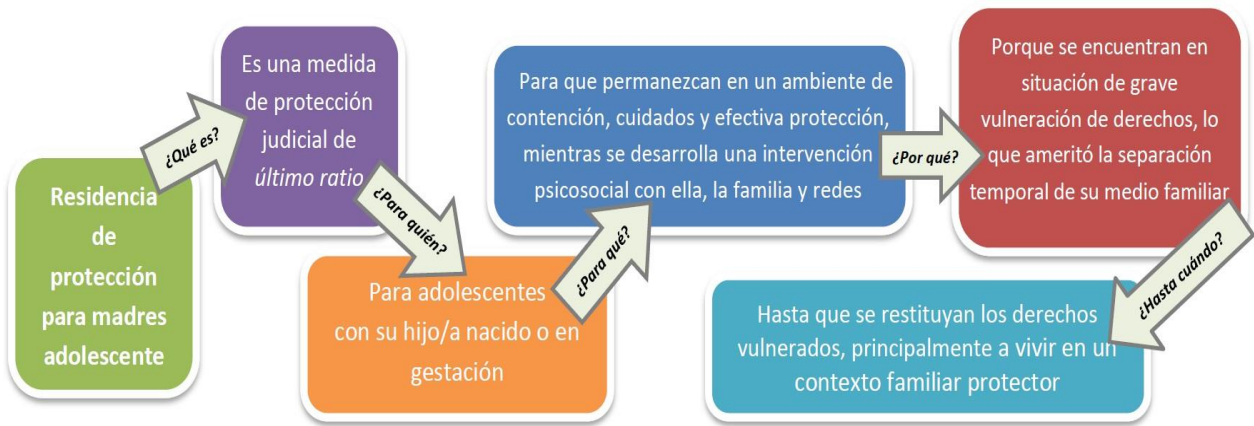 Residencia
de
protección
para madres
adolescente
¿Qué es?
Es una medida
de protección
judicial de
último ratio
¿Para quién?
Para adolescentes
con su hijo/a nacido o en
gestación
¿Para qué?
Para que permanezcan en un ambiente de
contención, cuidados y efectiva protección,
mientras se desarrolla una intervención
psicosocial con ella, la familia y redes
¿Por qué?
Porque se encuentran en
situación de grave
vulneración de derechos, lo
que ameritó la separación
temporal de su medio familiar
¿Hasta cuándo?
Hasta que se restituyan los derechos
vulnerados, principalmente a vivir en un
contexto familiar protector